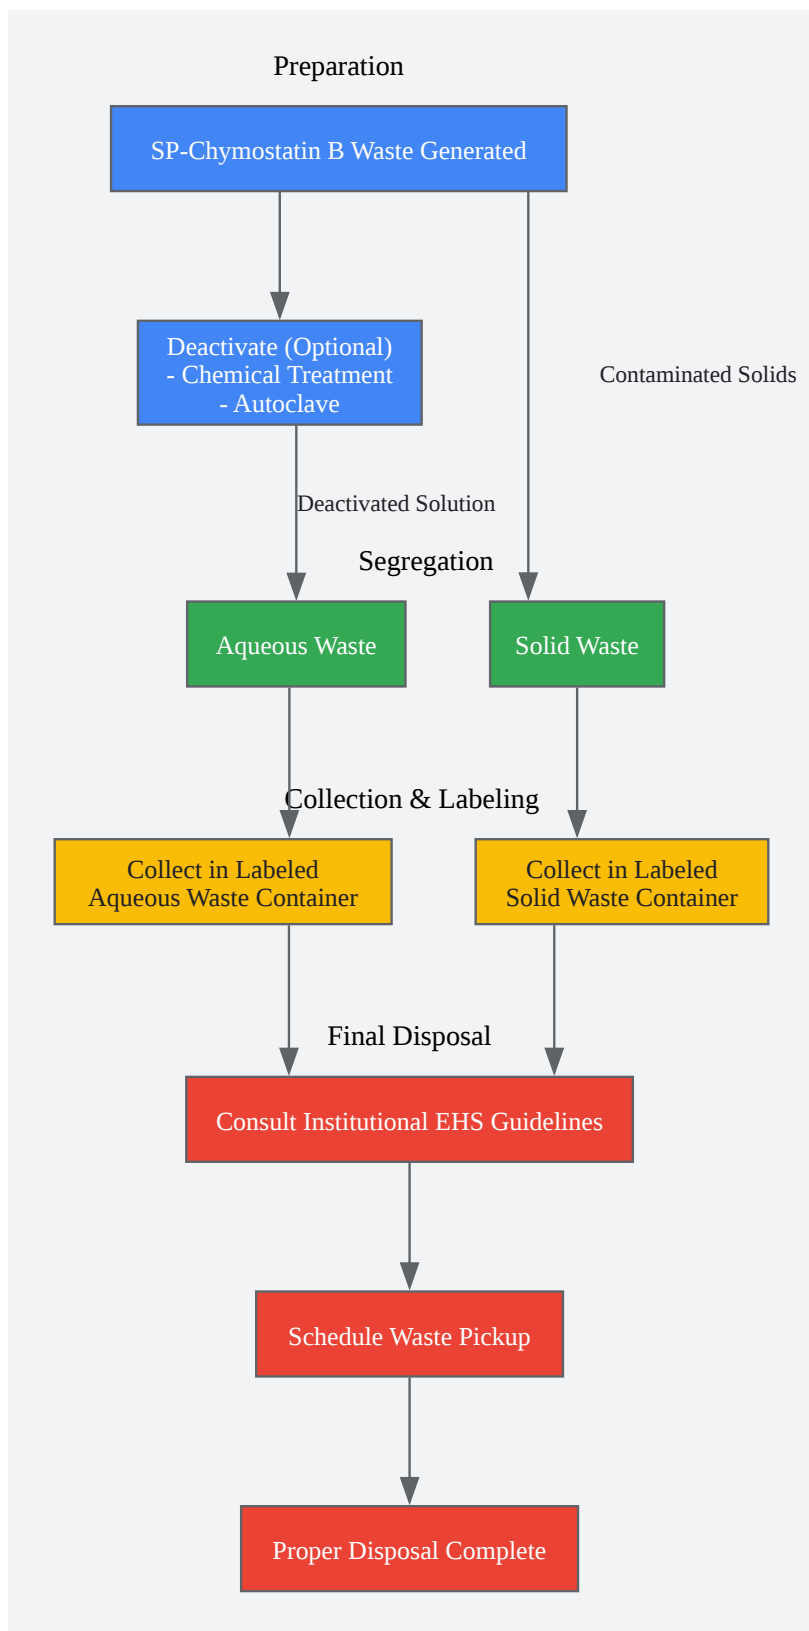 Preparation
SP-Chymostatin B Waste Generated
Deactivate (Optional)
- Chemical Treatment
- Autoclave
Contaminated Solids
Deactivated Solution
Segregation
Aqueous Waste
Solid Waste
Collection & Labeling
Collect in Labeled
Aqueous Waste Container
Collect in Labeled
Solid Waste Container
Final Disposal
Consult Institutional EHS Guidelines
Schedule Waste Pickup
Proper Disposal Complete